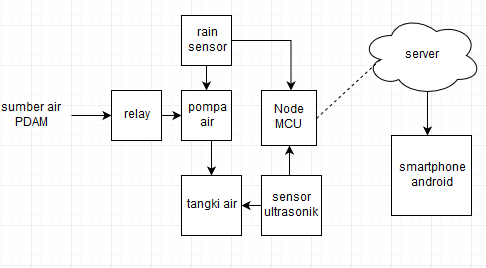 rain
sensor
server
sumber air
PDAM
relay
pompa
air
Node
MCU
smartphone
android
tangki air
sensor
ultrasonik